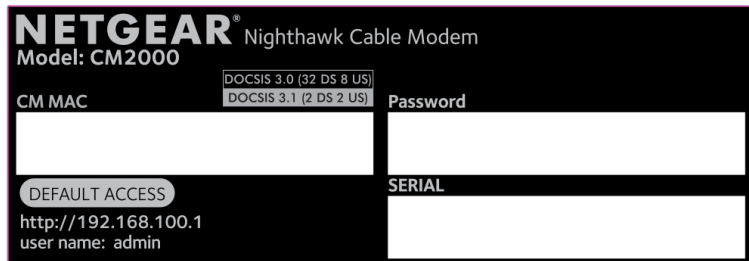 NETGEAR® Nighthawk Cable Modem
Model: CM2000
DOCSIS 3.0 (32 DS 8 US)
DOCSIS 3.1 (2 DS 2 US)
CM MAC
Password
DEFAULT ACCESS
SERIAL
http://192.168.100.1
user name: admin